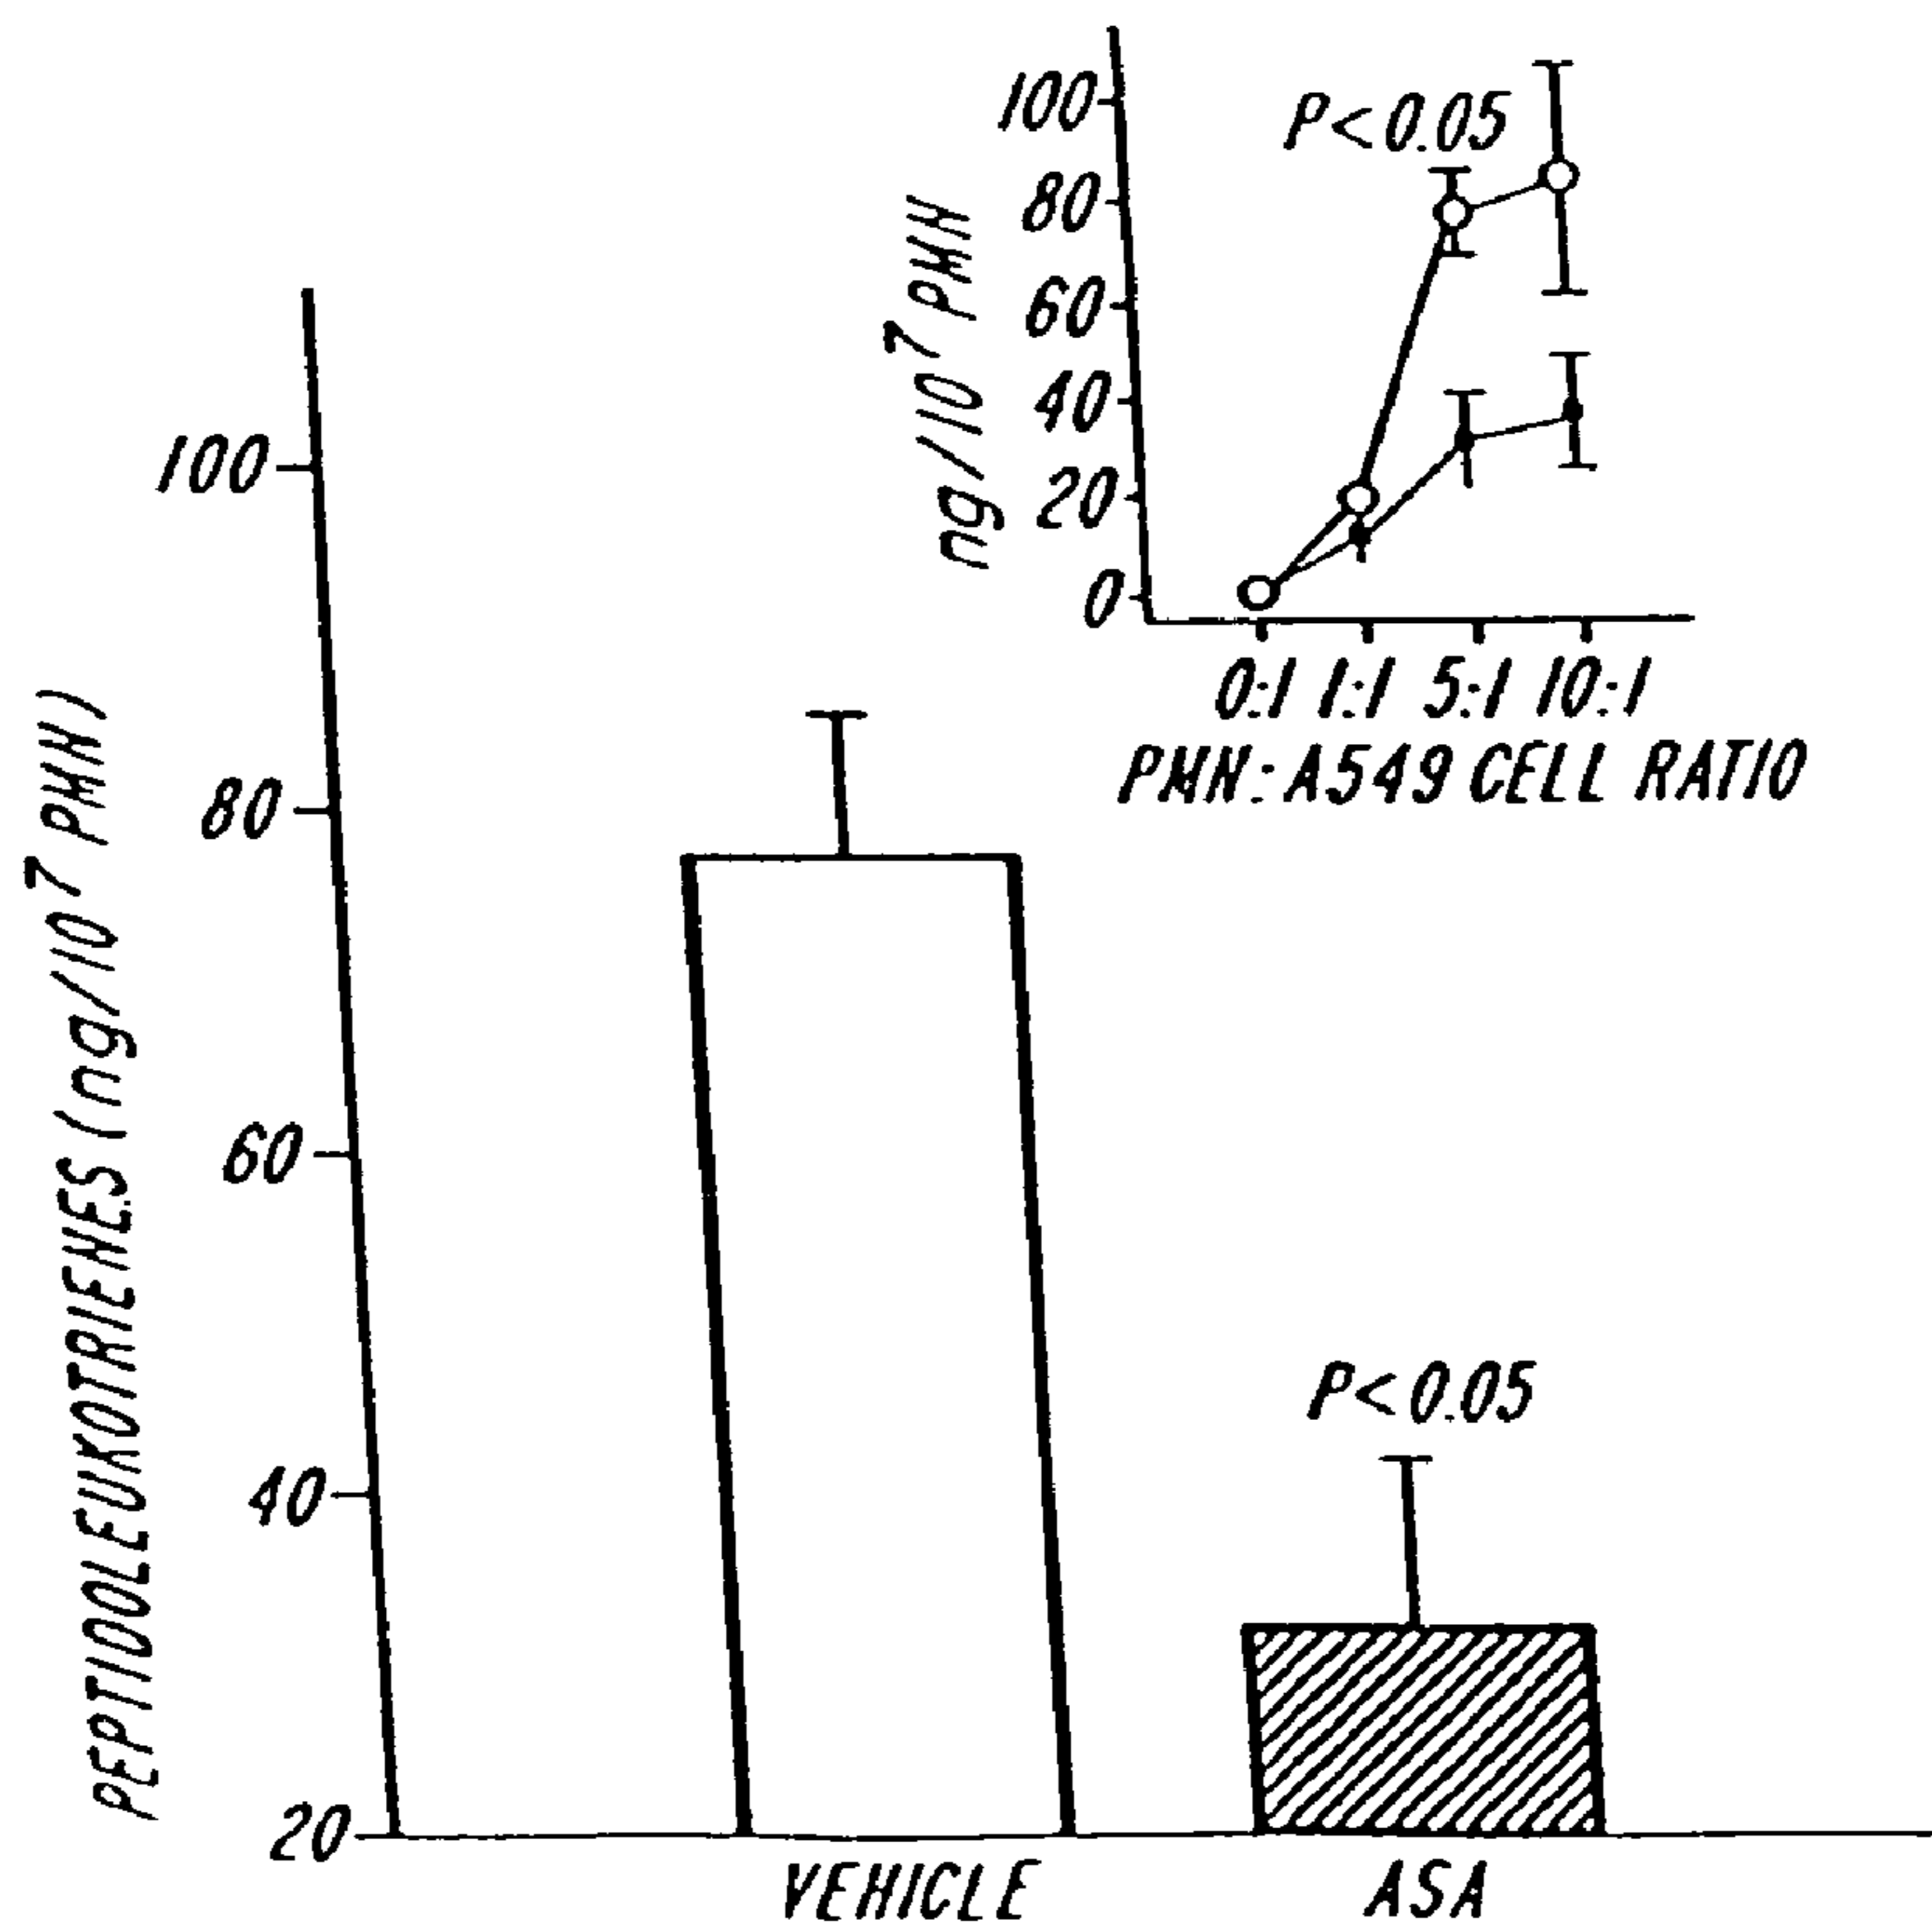 100
80
60
40
20
0
ng/10⁷ PMN
P<0.05
0:1 1:1 5:1 10:1
PMN:A549 CELL RATIO
PEPTIDOLEUKOTRIENES (ng/10⁷ PMN)
100
80
60
40
20
P<0.05
VEHICLE ASA